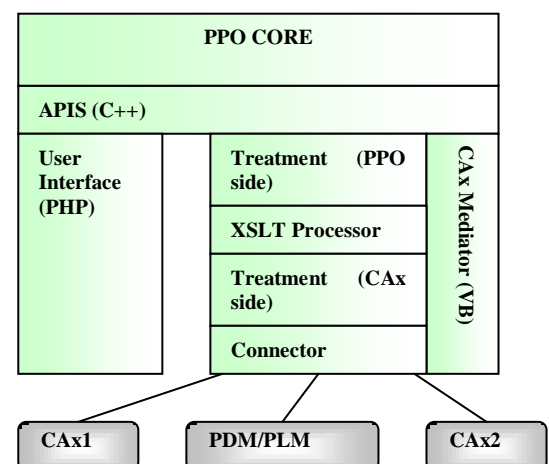 PPO CORE
APIS (C++)
User
Interface
(PHP)
Treatment (PPO
side)
XSLT Processor
Treatment (CAx
side)
Connector
CAx Mediator (VB)
CAx1
PDM/PLM
CAx2